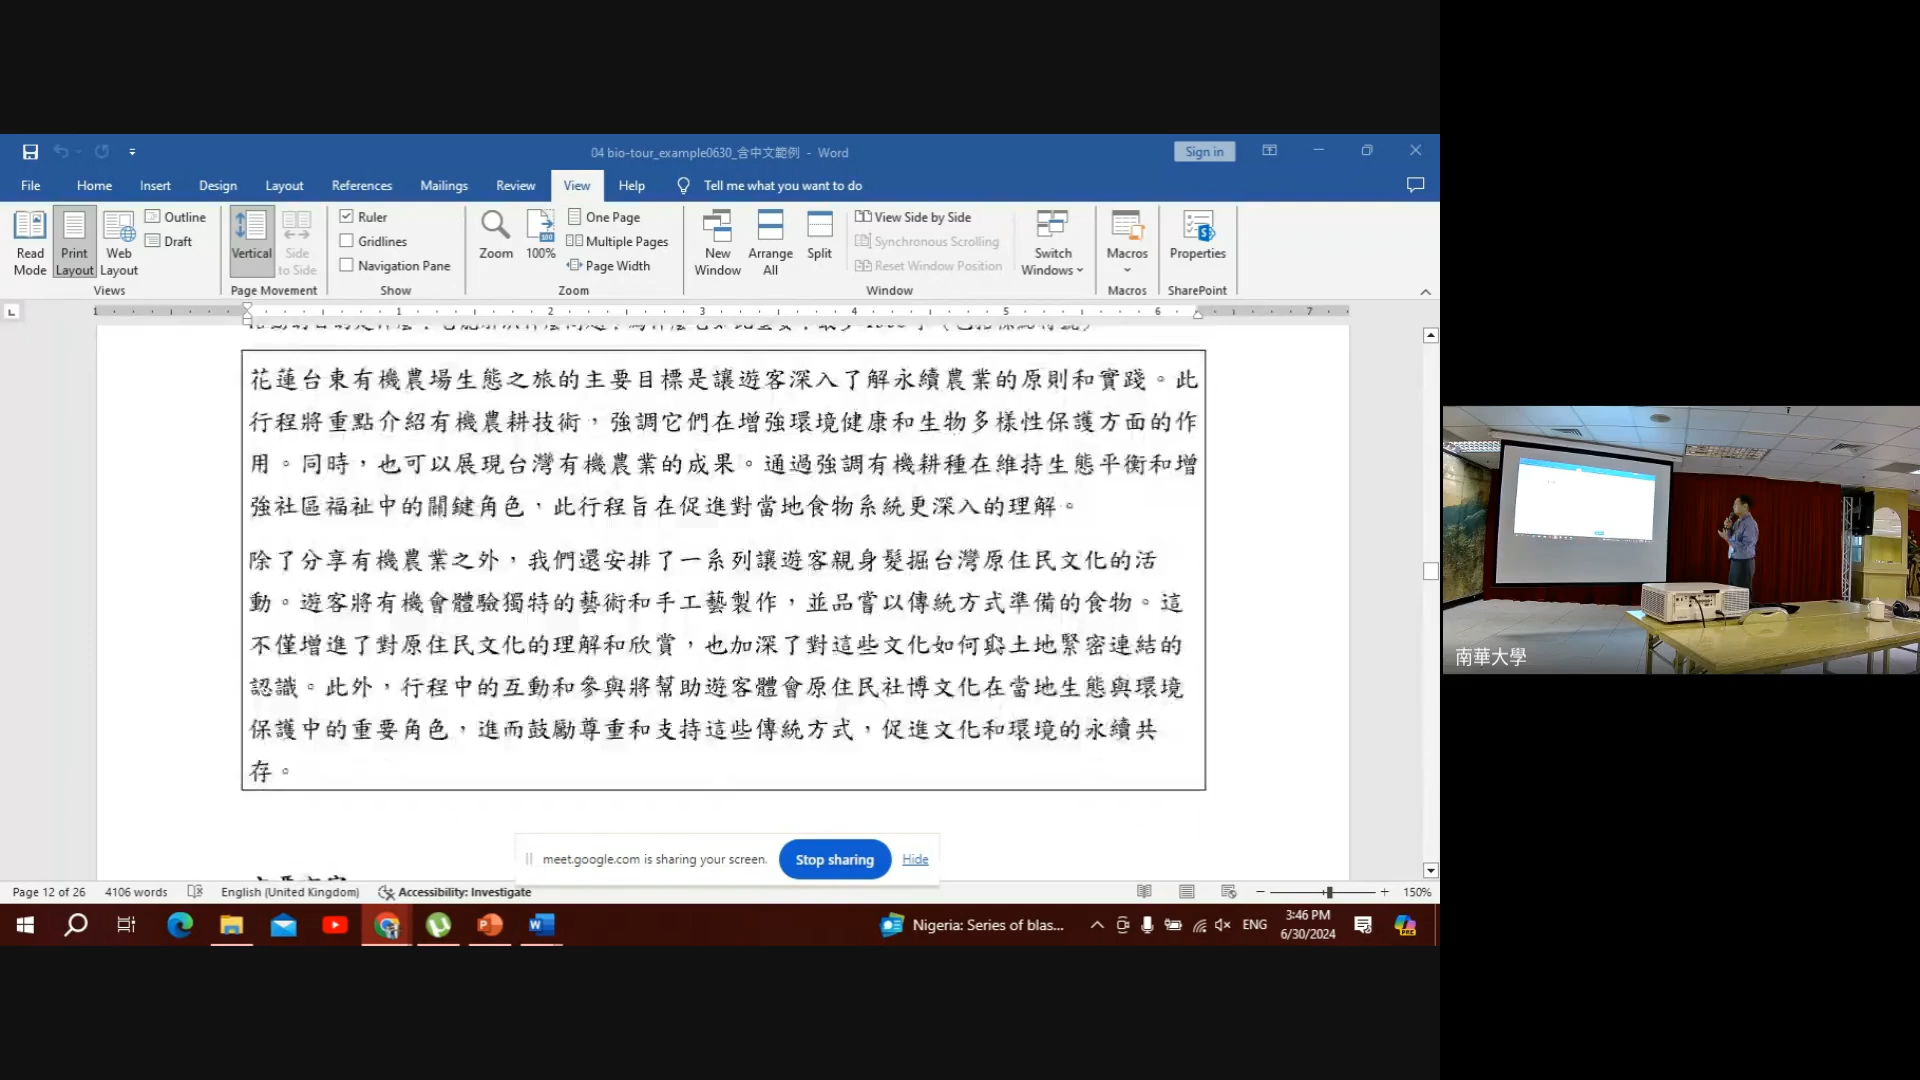 04 bio-tour_example0630_含中文範例 - Word
Sign in
File Home Insert Design Layout References Mailings Review View Help Tell me what you want to do
Read Mode
Print Layout
Web Layout
Outline
Draft
Views
Vertical
Side to Side
Page Movement
Ruler
Gridlines
Navigation Pane
Show
Zoom
100%
One Page
Multiple Pages
Page Width
Zoom
New Window
Arrange All
Split
View Side by Side
Synchronous Scrolling
Reset Window Position
Switch Windows
Window
Macros
Macros
Properties
SharePoint
1 1 2 3 4 5 6 7
花蓮台東有機農場生態之旅的主要目標是讓遊客深入了解永續農業的原則和實踐。此
行程將重點介紹有機農耕技術，強調它們在增強環境健康和生物多樣性保護方面的作
用。同時，也可以展現台灣有機農業的成果。通過強調有機耕種在維持生態平衡和增
強社區福祉中的關鍵角色，此行程旨在促進對當地食物系統更深入的理解。
除了分享有機農業之外，我們還安排了一系列讓遊客親身髮掘台灣原住民文化的活
動。遊客將有機會體驗獨特的藝術和手工藝製作，並品嘗以傳統方式準備的食物。這
不僅增進了對原住民文化的理解和欣賞，也加深了對這些文化如何與土地緊密連結的
認識。此外，行程中的互動和參與將幫助遊客體會原住民社博文化在當地生態與環境
保護中的重要角色，進而鼓勵尊重和支持這些傳統方式，促進文化和環境的永續共
存。
meet.google.com is sharing your screen. Stop sharing Hide
Page 12 of 26 4106 words English (United Kingdom) Accessibility: Investigate 150%
Nigeria: Series of blas... ENG
3:46 PM
6/30/2024
南華大學